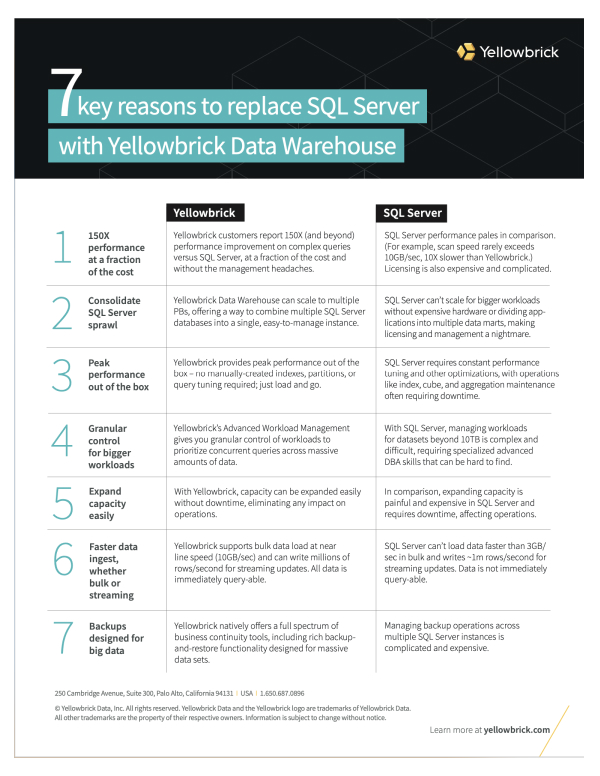 Yellowbrick
7 key reasons to replace SQL Server
with Yellowbrick Data Warehouse
Yellowbrick
SQL Server
1
150X
performance
at a fraction
of the cost
Yellowbrick customers report 150X (and beyond)
performance improvement on complex queries
versus SQL Server, at a fraction of the cost and
without the management headaches.
SQL Server performance pales in comparison.
(For example, scan speed rarely exceeds
10GB/sec, 10X slower than Yellowbrick.)
Licensing is also expensive and complicated.
2
Consolidate
SQL Server
sprawl
Yellowbrick Data Warehouse can scale to multiple
PBs, offering a way to combine multiple SQL Server
databases into a single, easy-to-manage instance.
SQL Server can't scale for bigger workloads
without expensive hardware or dividing app-
lications into multiple data marts, making
licensing and management a nightmare.
3
Peak
performance
out of the box
Yellowbrick provides peak performance out of the
box – no manually-created indexes, partitions, or
query tuning required; just load and go.
SQL Server requires constant performance
tuning and other optimizations, with operations
like index, cube, and aggregation maintenance
often requiring downtime.
4
Granular
control
for bigger
workloads
Yellowbrick's Advanced Workload Management
gives you granular control of workloads to
prioritize concurrent queries across massive
amounts of data.
With SQL Server, managing workloads
for datasets beyond 10TB is complex and
difficult, requiring specialized advanced
DBA skills that can be hard to find.
5
Expand
capacity
easily
With Yellowbrick, capacity can be expanded easily
without downtime, eliminating any impact on
operations.
In comparison, expanding capacity is
painful and expensive in SQL Server and
requires downtime, affecting operations.
6
Faster data
ingest,
whether
bulk or
streaming
Yellowbrick supports bulk data load at near
line speed (10GB/sec) and can write millions of
rows/second for streaming updates. All data is
immediately query-able.
SQL Server can't load data faster than 3GB/
sec in bulk and writes ~1m rows/second for
streaming updates. Data is not immediately
query-able.
7
Backups
designed for
big data
Yellowbrick natively offers a full spectrum of
business continuity tools, including rich backup-
and-restore functionality designed for massive
data sets.
Managing backup operations across
multiple SQL Server instances is
complicated and expensive.
250 Cambridge Avenue, Suite 300, Palo Alto, California 94131 | USA | 1.650.687.0896
© Yellowbrick Data, Inc. All rights reserved. Yellowbrick Data and the Yellowbrick logo are trademarks of Yellowbrick Data.
All other trademarks are the property of their respective owners. Information is subject to change without notice.
Learn more at yellowbrick.com